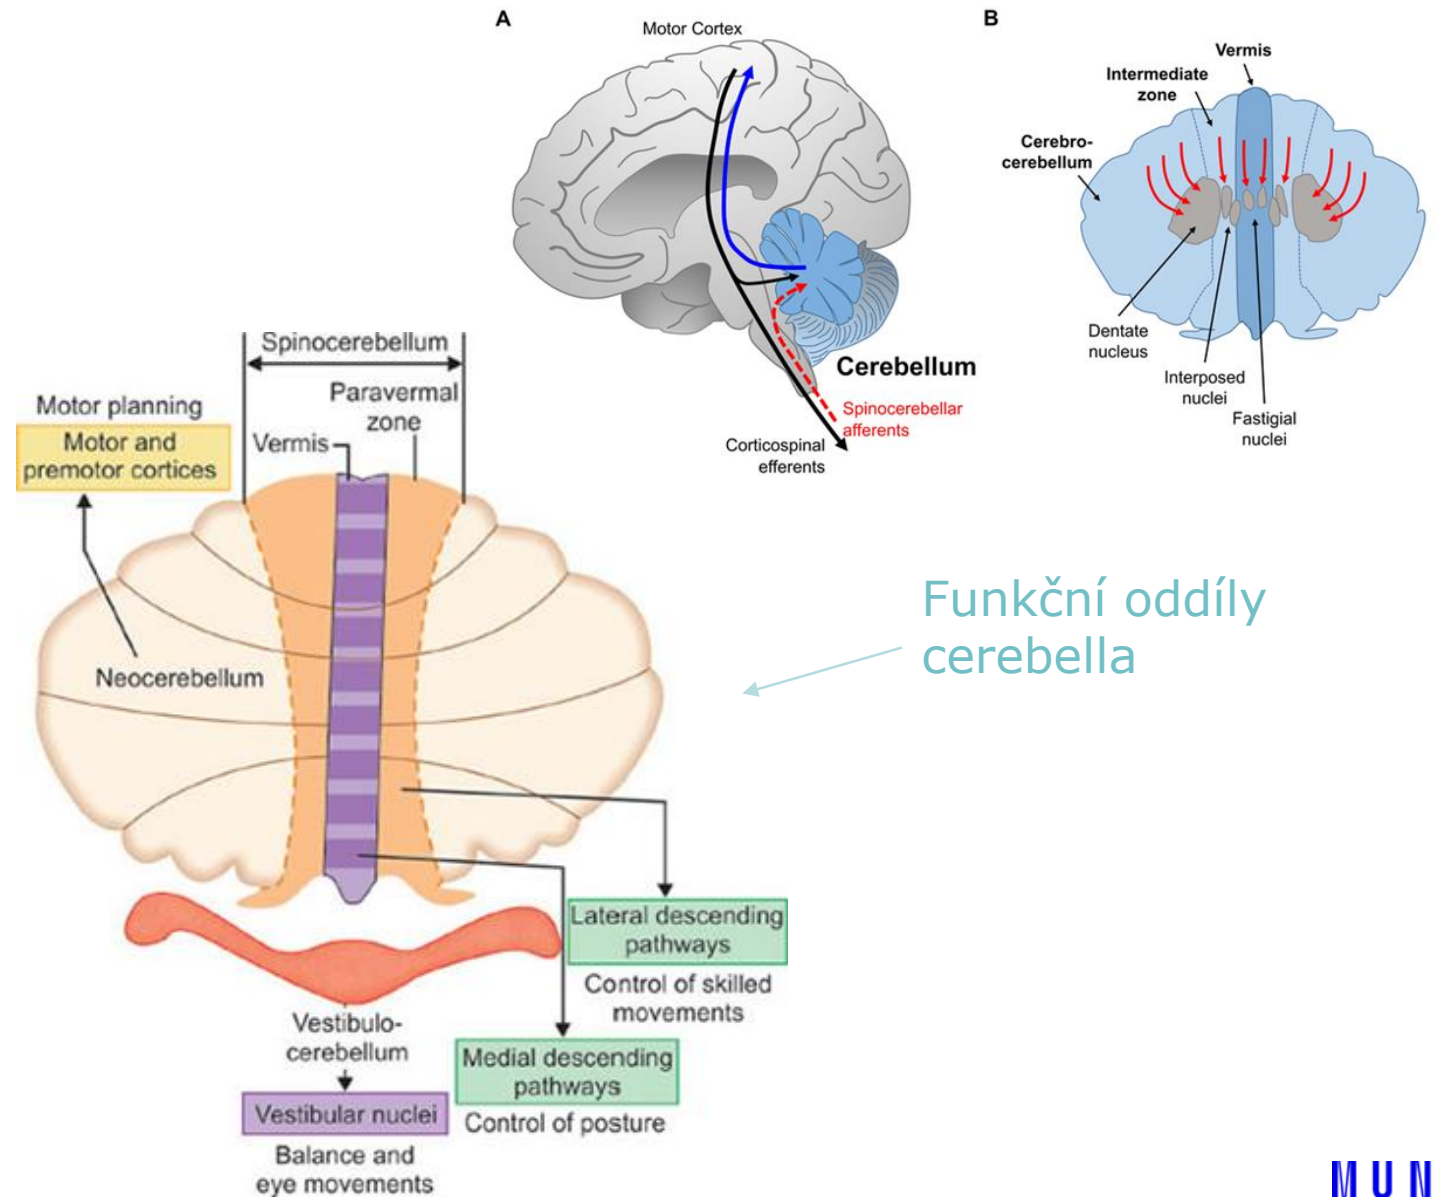 A
Motor Cortex
Cerebellum
Spinocerebellar
afferents
Corticospinal
efferents
B
Vermis
Intermediate
zone
Cerebro-
cerebellum
Dentate
nucleus
Interposed
nuclei
Fastigial
nuclei
Spinocerebellum
Motor planning
Motor and
premotor cortices
Paravermal
zone
Vermis
Neocerebellum
Lateral descending
pathways
Control of skilled
movements
Vestibulo-
cerebellum
Medial descending
pathways
Control of posture
Vestibular nuclei
Balance and
eye movements
Funkční oddíly
cerebella
MUN